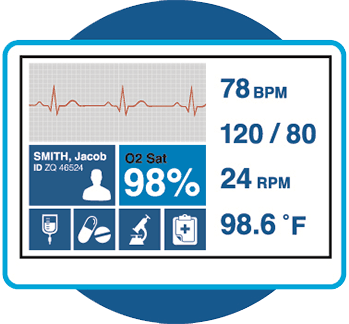 78 BPM
120 / 80
24 RPM
98.6 °F
SMITH, Jacob
ID ZQ 46524
O2 Sat
98%